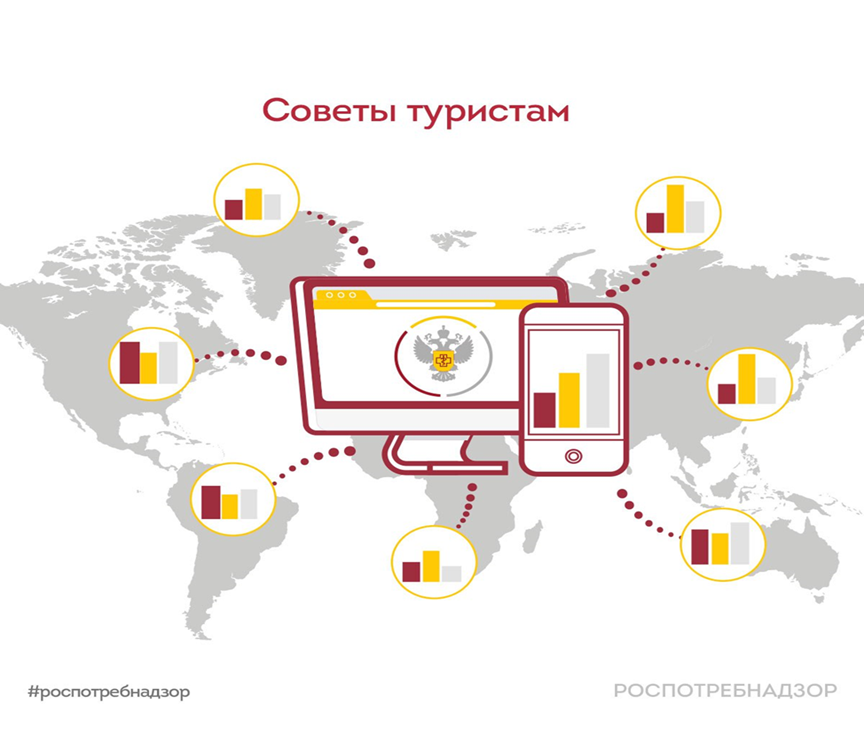 Советы туристам
#роспотребнадзор
РОСПОТРЕБНАДЗОР